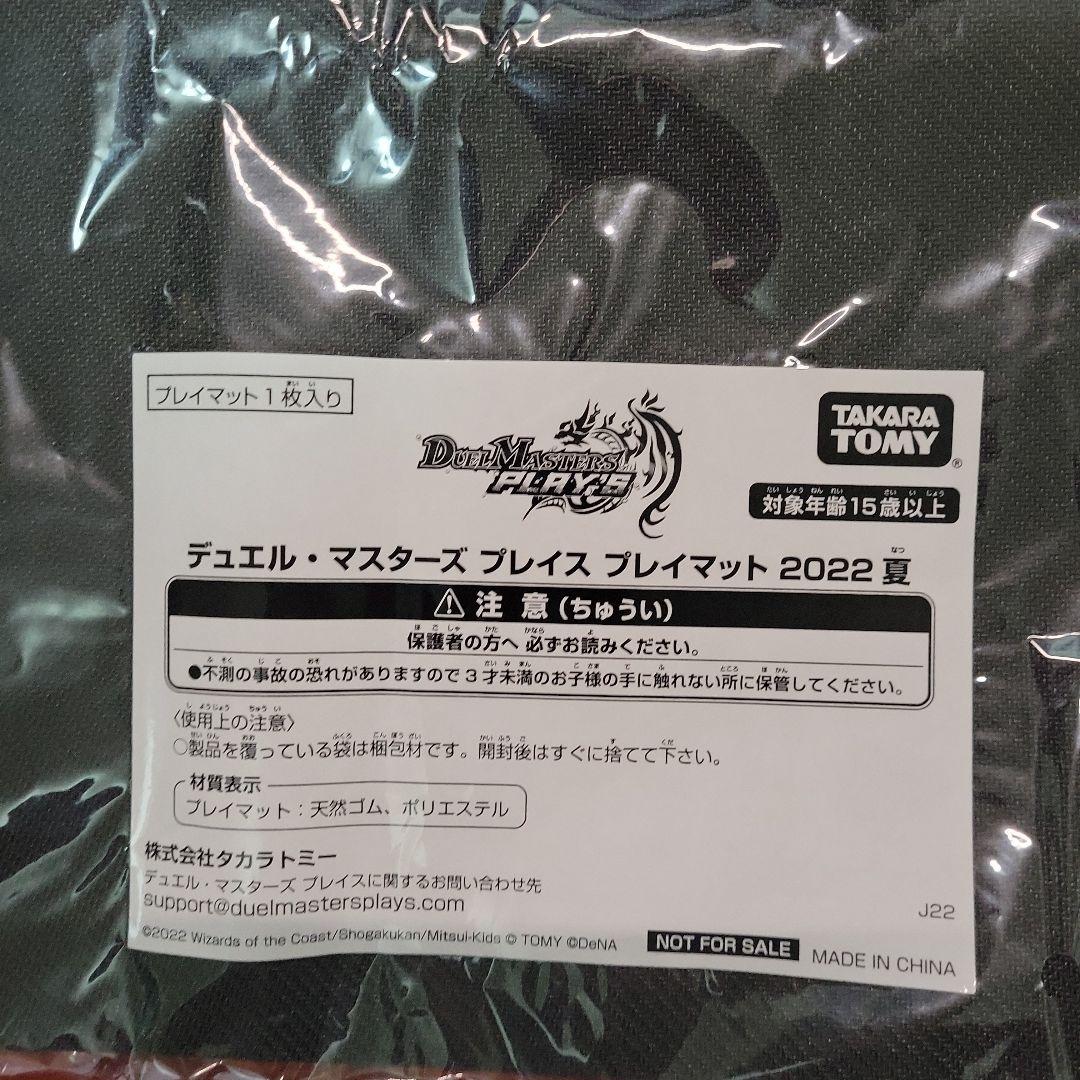 プレイマット1枚入り
DUEL MASTERS
PLAY'S
TAKARA
TOMY
対象年齢15歳以上
デュエル・マスターズ プレイス プレイマット 2022 夏
注 意(ちゅうい)
保護者の方へ 必ずお読みください。
●不測の事故の恐れがありますので3才未満のお子様の手に触れない所に保管してください。
〈使用上の注意〉
○製品を覆っている袋は梱包材です。開封後はすぐに捨てて下さい。
材質表示
プレイマット:天然ゴム、ポリエステル
株式会社タカラトミー
デュエル・マスターズ プレイスに関するお問い合わせ先
support@duelmastersplays.com
J22
©2022 Wizards of the Coast/Shogakukan/Mitsui-Kids © TOMY ©DeNA
NOT FOR SALE
MADE IN CHINA